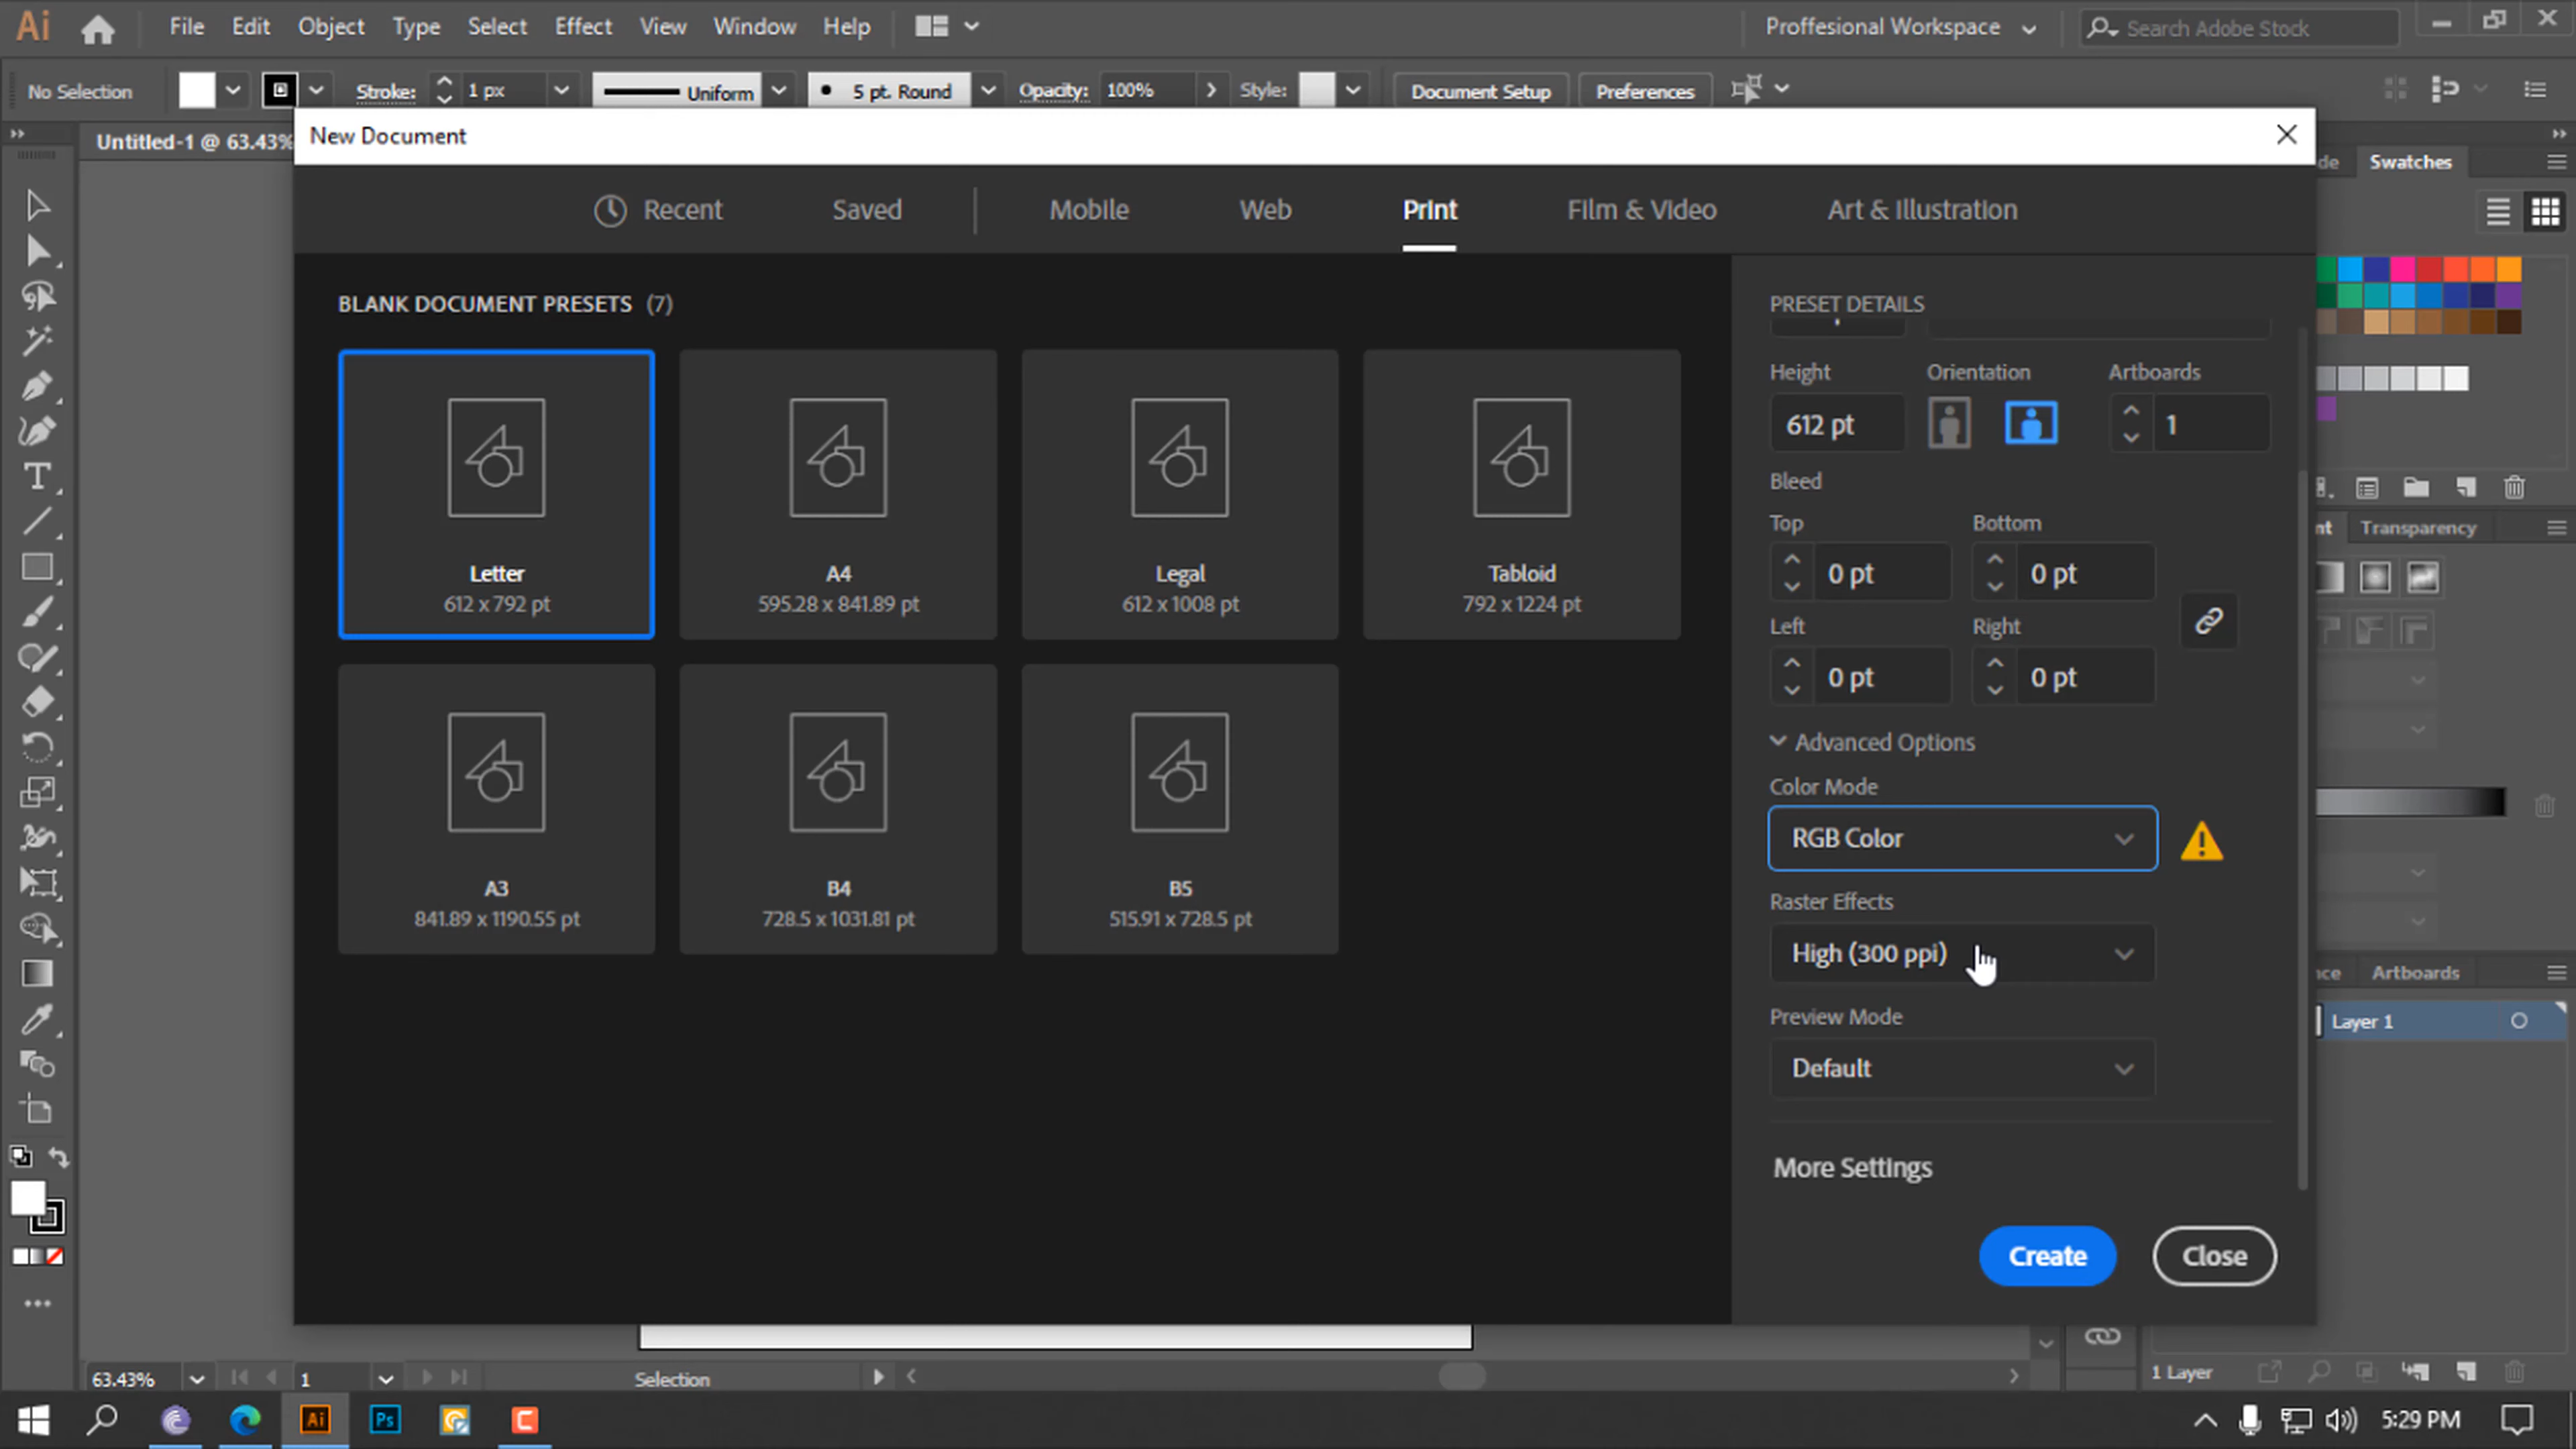 Ai File Edit Object Type Select Effect View Window Help Proffesional Workspace Search Adobe Stock
No Selection Stroke: 1 px Uniform 5 pt. Round Opacity: 100% Style: Document Setup Preferences
Untitled-1 @ 63.43%
New Document
Swatches
Recent Saved Mobile Web Print Film & Video Art & Illustration
BLANK DOCUMENT PRESETS (7)
PRESET DETAILS
Height Orientation Artboards
612 pt 1
Bleed
Top Bottom
0 pt 0 pt
Left Right
0 pt 0 pt
Advanced Options
Color Mode
RGB Color
Raster Effects
High (300 ppi)
Preview Mode
Default
More Settings
Create Close
Letter
612 x 792 pt
A4
595.28 x 841.89 pt
Legal
612 x 1008 pt
Tabloid
792 x 1224 pt
A3
841.89 x 1190.55 pt
B4
728.5 x 1031.81 pt
B5
515.91 x 728.5 pt
Transparency
Artboards
Layer 1
63.43% 1 Selection 1 Layer
Ai Ps C 5:29 PM